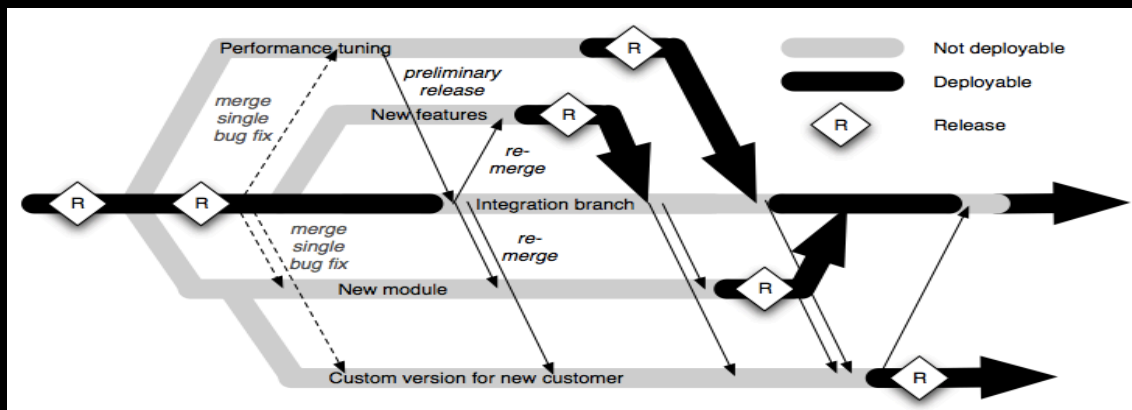 Performance tuning
R
Not deployable
preliminary
release
Deployable
merge
single
bug fix
New features
R
R
Release
re-
merge
R
R
Integration branch
merge
single
bug fix
re-
merge
New module
R
Custom version for new customer
R